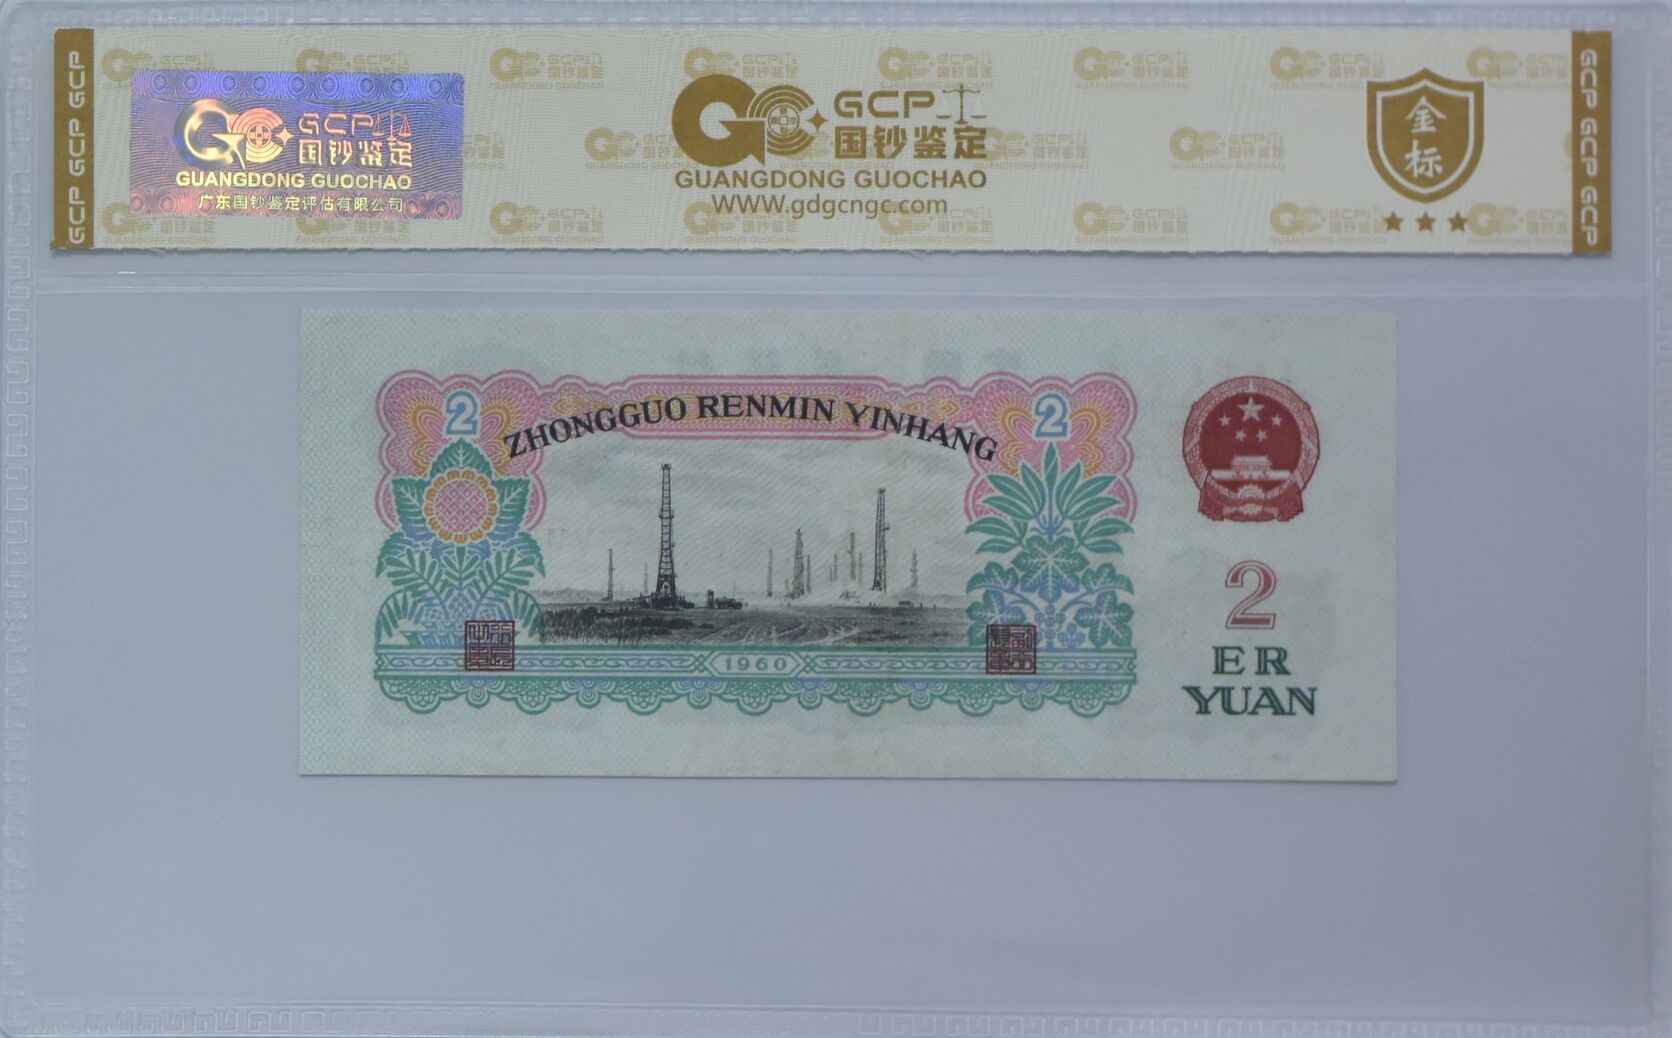 GCP GCP GCP
GCP
国钞鉴定
GUANGDONG GUOCHAO
广东国钞鉴定评估有限公司
GCP
国钞鉴定
GUANGDONG GUOCHAO
WWW.gdgcngc.com
金标
GCP GCP GCP
ZHONGGUO RENMIN YINHANG
2
2
1960
2
ER
YUAN